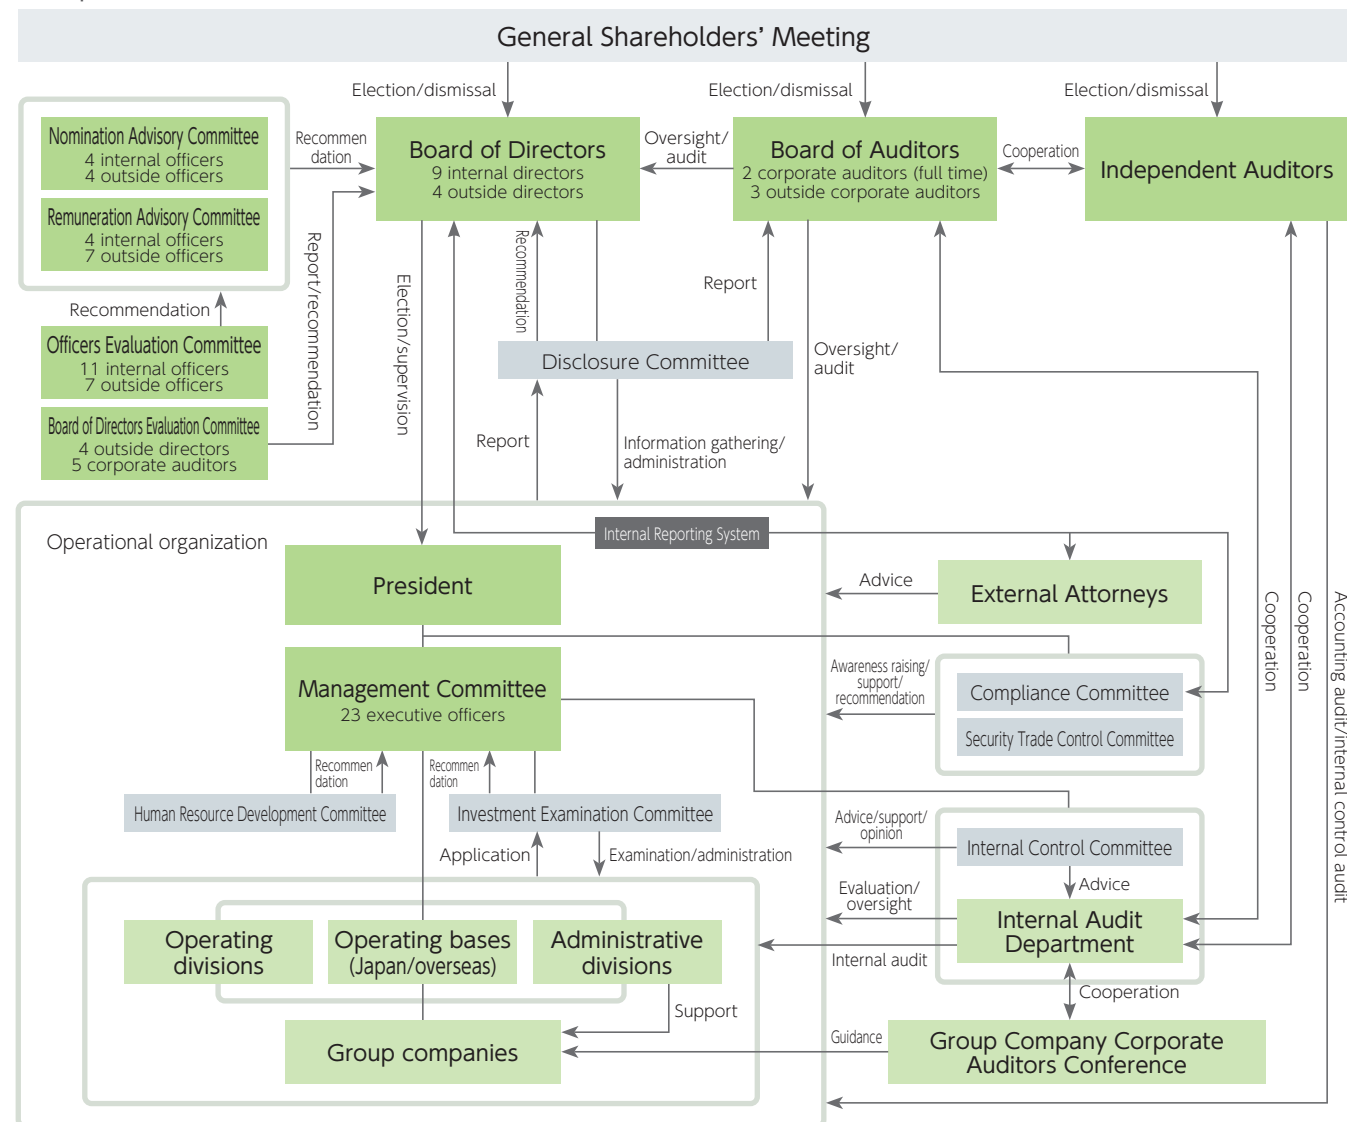 General Shareholders' Meeting
Election/dismissal
Election/dismissal
Election/dismissal
Nomination Advisory Committee
4 internal officers
4 outside officers
Remuneration Advisory Committee
4 internal officers
7 outside officers
Recommen
dation
Board of Directors
9 internal directors
4 outside directors
Oversight/
audit
Board of Auditors
2 corporate auditors (full time)
3 outside corporate auditors
Cooperation
Independent Auditors
Recommendation
Officers Evaluation Committee
11 internal officers
7 outside officers
Board of Directors Evaluation Committee
4 outside directors
5 corporate auditors
Report/recommendation
Election/supervision
Recommendation
Report
Disclosure Committee
Oversight/
audit
Report
Information gathering/
administration
Operational organization
Internal Reporting System
President
Advice
External Attorneys
Cooperation
Cooperation
Accounting audit/internal control audit
Management Committee
23 executive officers
Awareness raising/
support/
recommendation
Compliance Committee
Security Trade Control Committee
Recommen
dation
Recommen
dation
Human Resource Development Committee
Investment Examination Committee
Application
Examination/administration
Advice/support/
opinion
Internal Control Committee
Advice
Evaluation/
oversight
Internal Audit
Department
Internal audit
Operating
divisions
Operating bases
(Japan/overseas)
Administrative
divisions
Support
Cooperation
Group companies
Guidance
Group Company Corporate
Auditors Conference